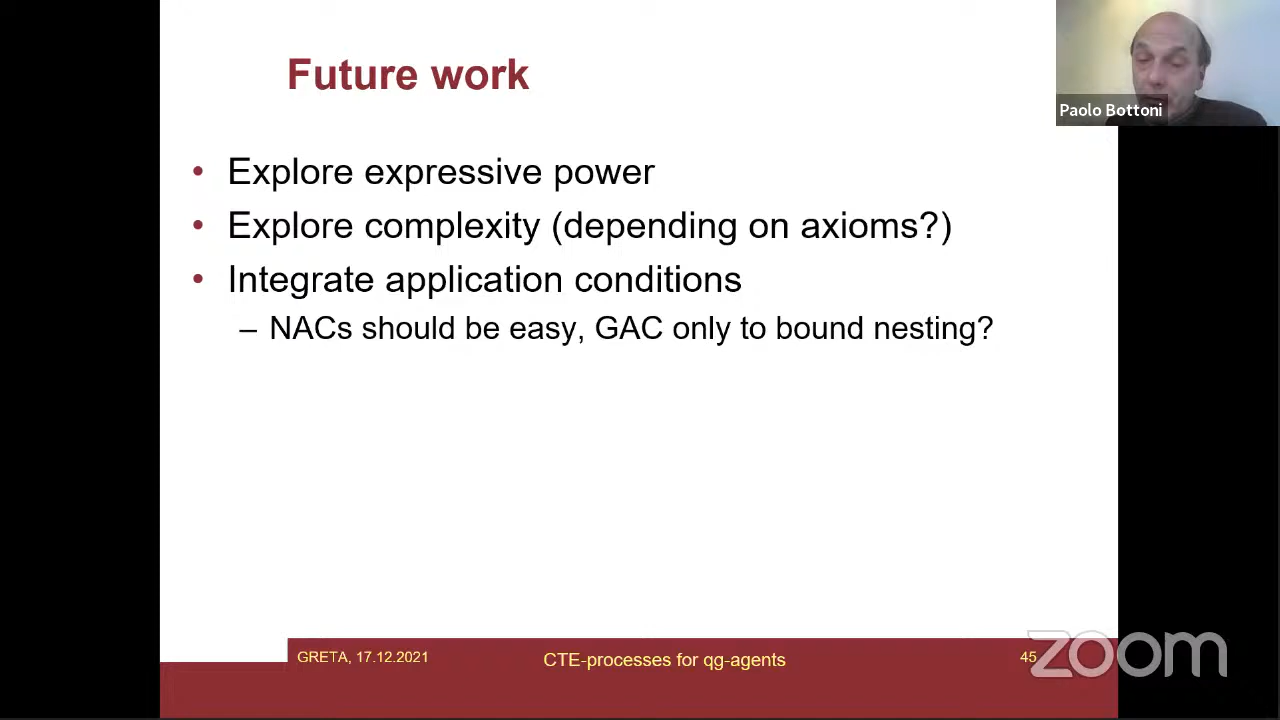 Future work
Paolo Bottoni
• Explore expressive power
• Explore complexity (depending on axioms?)
• Integrate application conditions
– NACs should be easy, GAC only to bound nesting?
GRETA, 17.12.2021
CTE-processes for qg-agents
45
zoom